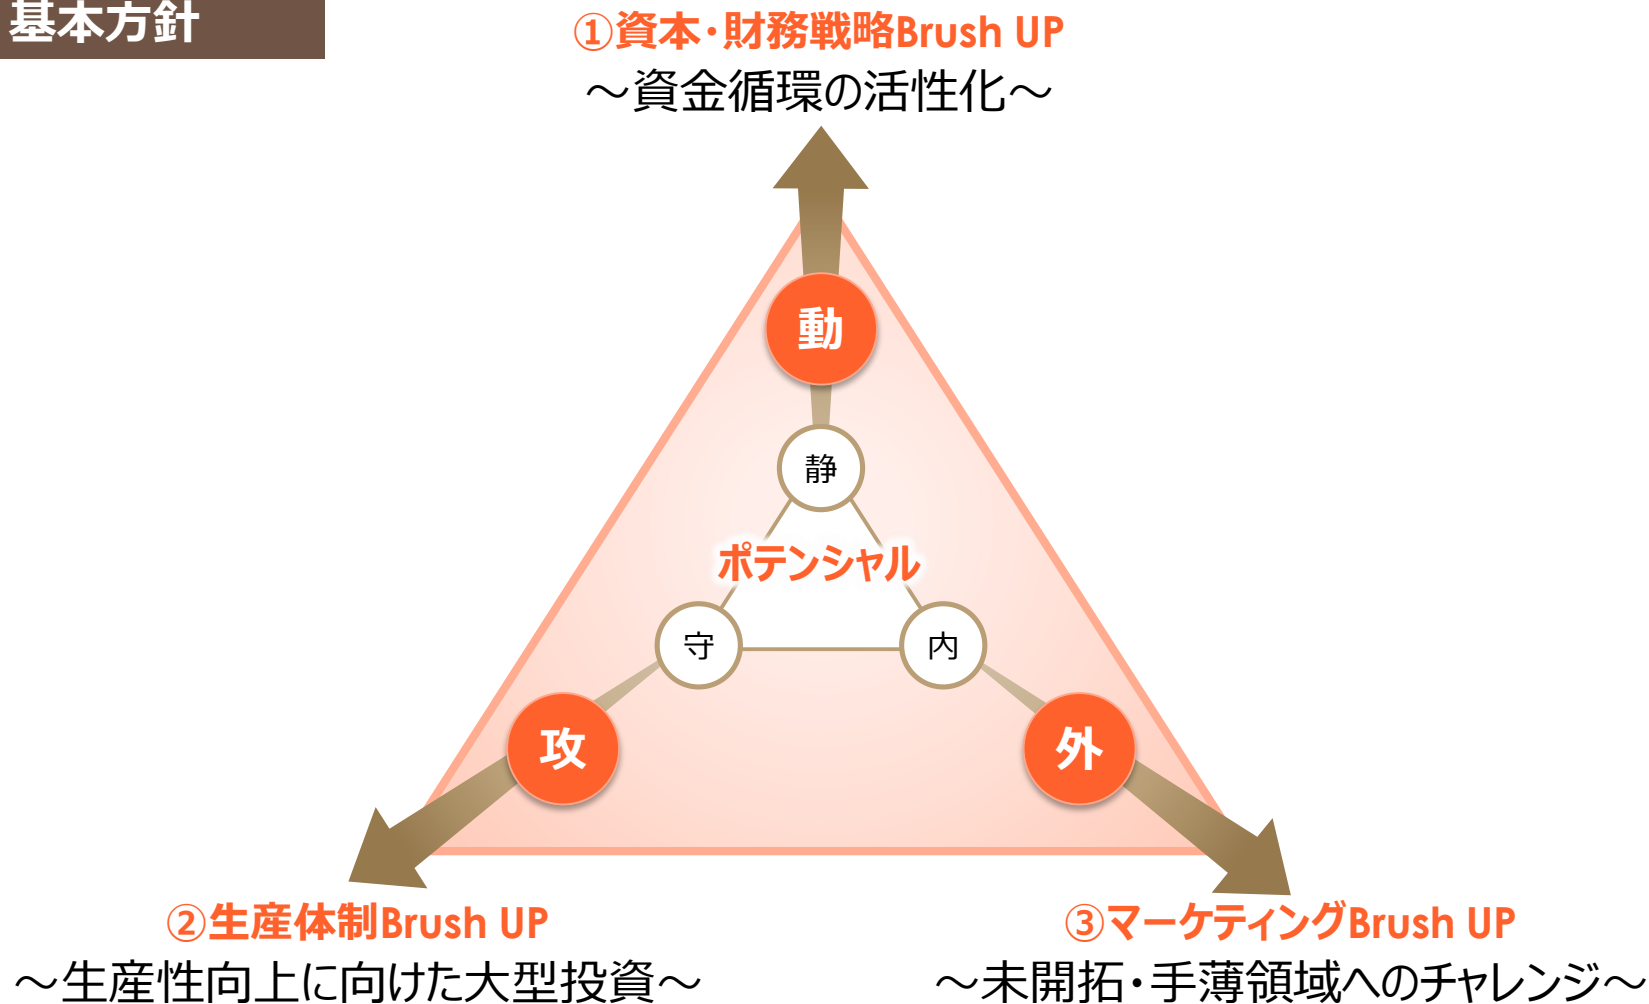 基本方針
①資本・財務戦略Brush UP
～資金循環の活性化～
動
静
ポテンシャル
守
内
攻
外
②生産体制Brush UP
～生産性向上に向けた大型投資～
③マーケティングBrush UP
～未開拓・手薄領域へのチャレンジ～